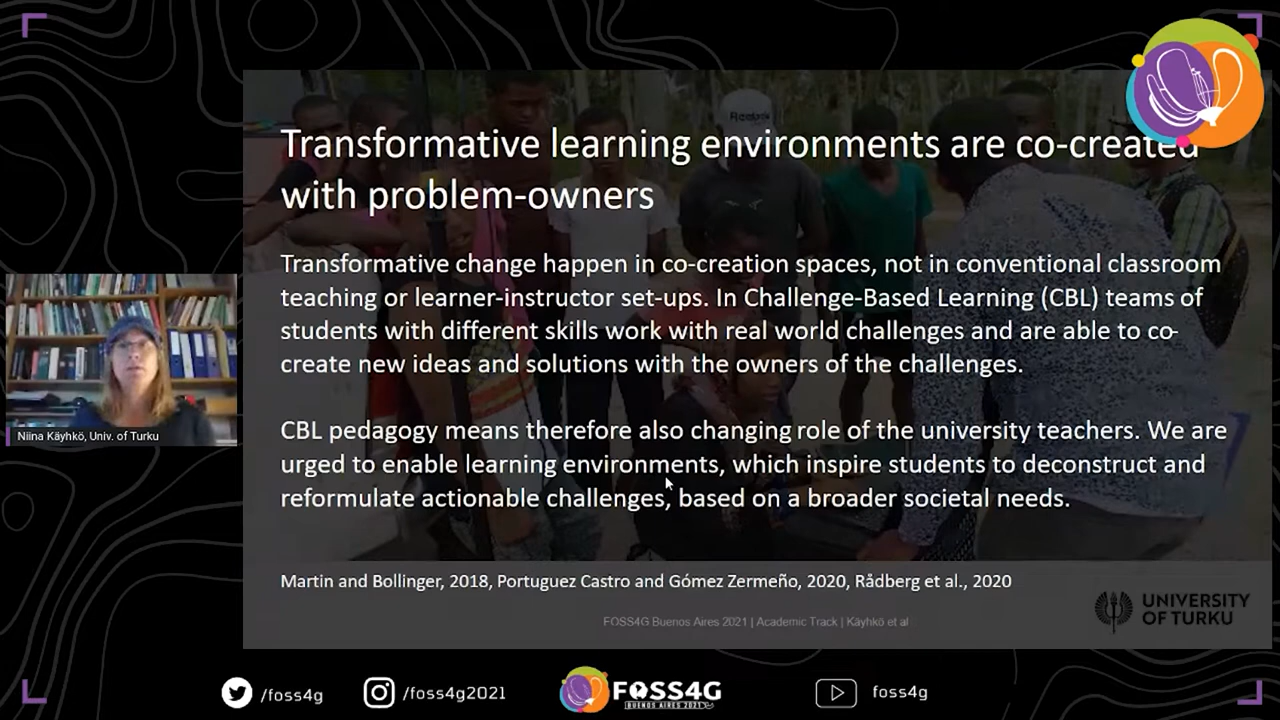 Reebok
Transformative learning environments are co-created
with problem-owners
Transformative change happen in co-creation spaces, not in conventional classroom
teaching or learner-instructor set-ups. In Challenge-Based Learning (CBL) teams of
students with different skills work with real world challenges and are able to co-
create new ideas and solutions with the owners of the challenges.
CBL pedagogy means therefore also changing role of the university teachers. We are
urged to enable learning environments, which inspire students to deconstruct and
reformulate actionable challenges, based on a broader societal needs.
Niina Käyhkö, Univ. of Turku
Martin and Bollinger, 2018, Portuguez Castro and Gómez Zermeño, 2020, Rådberg et al., 2020
FOSS4G Buenos Aires 2021 | Academic Track | Käyhkö et al
UNIVERSITY
OF TURKU
/foss4g
/foss4g2021
FOSS4G
BUENOS AIRES 2021
foss4g